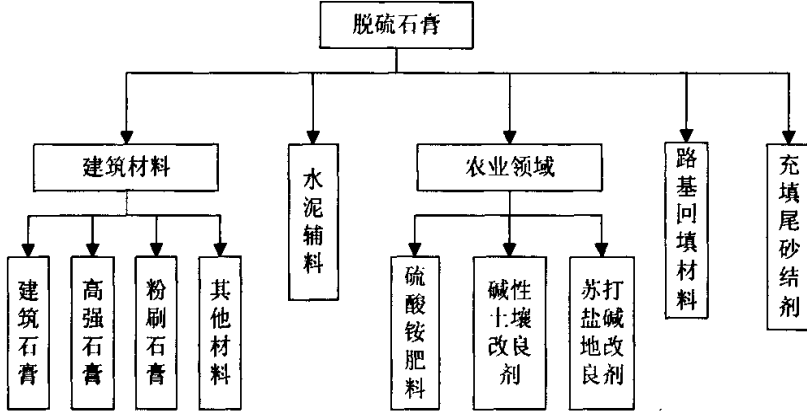 脱硫石膏
建筑材料
水泥辅料
农业领域
路基回填材料
充填尾砂结剂
建筑石膏
高强石膏
粉刷石膏
其他材料
硫酸铵肥料
碱性
土壤
改良
剂
苏打
盐碱
地改
良剂